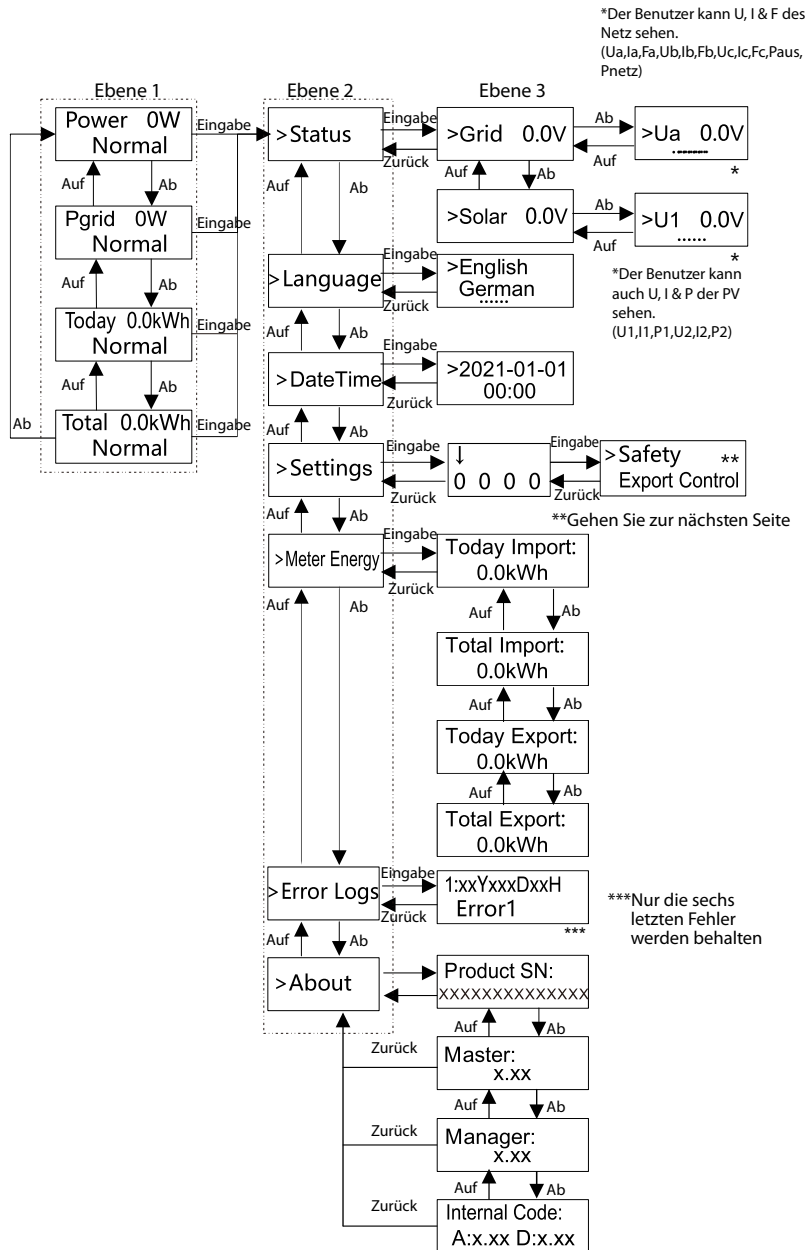 *Der Benutzer kann U, I & F des
Netz sehen.
(Ua,Ia,Fa,Ub,Ib,Fb,Uc,Ic,Fc,Paus,
Pnetz)
Ebene 1
Ebene 2
Ebene 3
Power 0W
Normal
Eingabe
>Status
Eingabe
Zurück
>Grid 0.0V
Ab
Auf
>Ua 0.0V
........
*
Auf
Ab
Auf
Ab
Auf
Ab
Pgrid 0W
Normal
Eingabe
>Solar 0.0V
Ab
Auf
>U1 0.0V
......
*
*Der Benutzer kann
auch U, I & P der PV
sehen.
(U1,I1,P1,U2,I2,P2)
Auf
Ab
>Language
Eingabe
Zurück
>English
German
......
Today 0.0kWh
Normal
Eingabe
Auf
Ab
Auf
Ab
>DateTime
Eingabe
Zurück
>2021-01-01
00:00
Ab
Total 0.0kWh
Normal
Eingabe
Auf
Ab
>Settings
Eingabe
Zurück
↓
0 0 0 0
Eingabe
Zurück
>Safety **
Export Control
**Gehen Sie zur nächsten Seite
Auf
Ab
>Meter Energy
Eingabe
Zurück
Today Import:
0.0kWh
Auf
Ab
Auf
Ab
Total Import:
0.0kWh
Auf
Ab
Today Export:
0.0kWh
Auf
Ab
Total Export:
0.0kWh
>Error Logs
Eingabe
Zurück
1:xxYxxxDxxH
Error1
***
***Nur die sechs
letzten Fehler
werden behalten
Auf
Ab
>About
Product SN:
XXXXXXXXXXXXXX
Auf
Ab
Zurück
Master:
x.xx
Auf
Ab
Zurück
Manager:
x.xx
Auf
Ab
Zurück
Internal Code:
A:x.xx D:x.xx